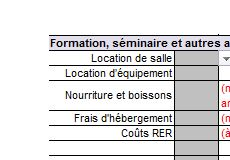 Formation, séminaire et autres a
Location de salle
Location d'équipement
Nourriture et boissons
Frais d'hébergement
Coûts RER